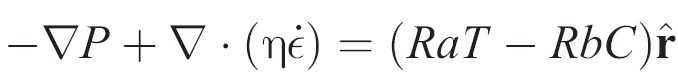 −∇P + ∇ · (ηϵ̇) = (RaT − RbC)r̂